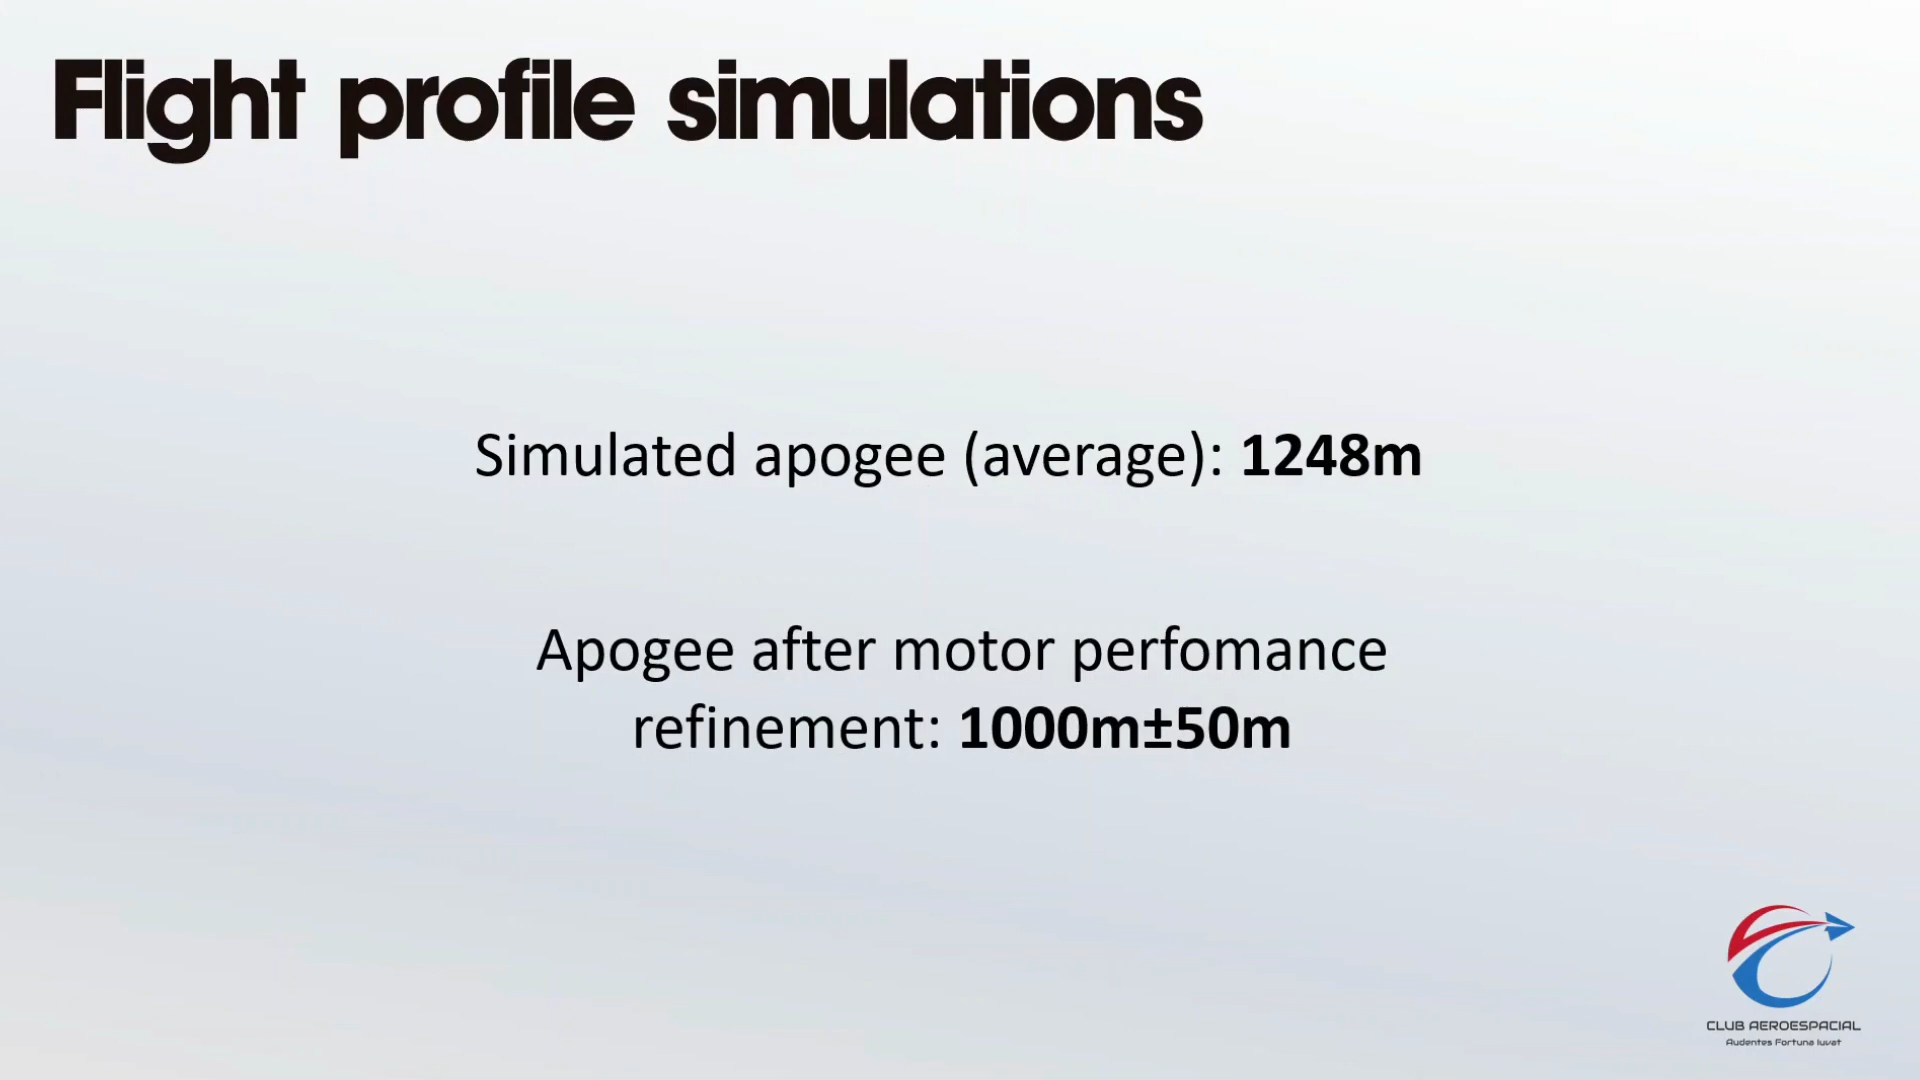 Flight profile simulations
Simulated apogee (average): 1248m
Apogee after motor perfomance
refinement: 1000m±50m
CLUB AEROESPACIAL
Audentes Fortuna Iuvat